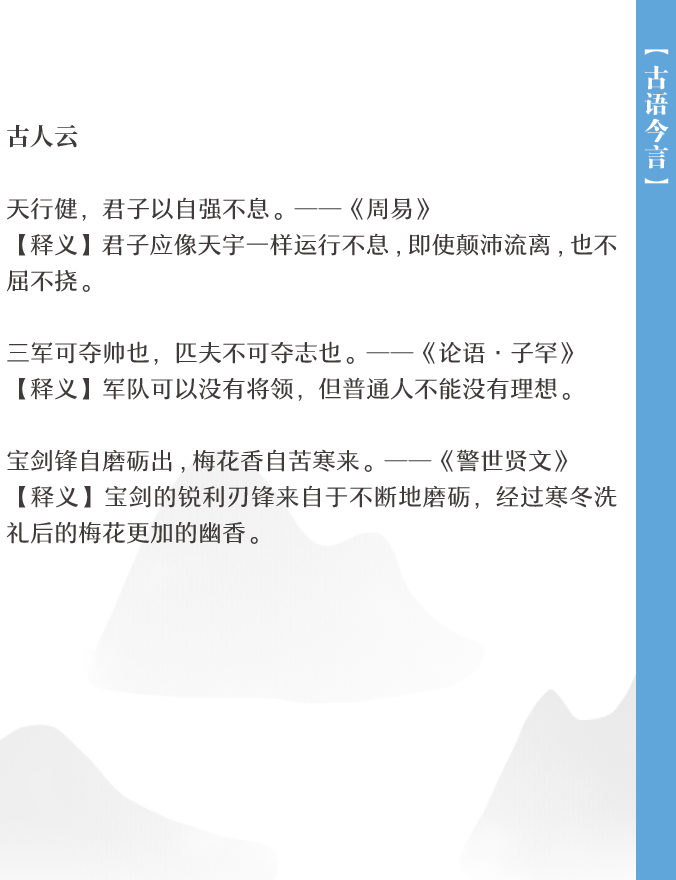 【古语今言】
古人云
天行健，君子以自强不息。——《周易》
【释义】君子应像天宇一样运行不息,即使颠沛流离,也不
屈不挠。
三军可夺帅也，匹夫不可夺志也。——《论语·子罕》
【释义】军队可以没有将领，但普通人不能没有理想。
宝剑锋自磨砺出,梅花香自苦寒来。——《警世贤文》
【释义】宝剑的锐利刃锋来自于不断地磨砺，经过寒冬洗
礼后的梅花更加的幽香。